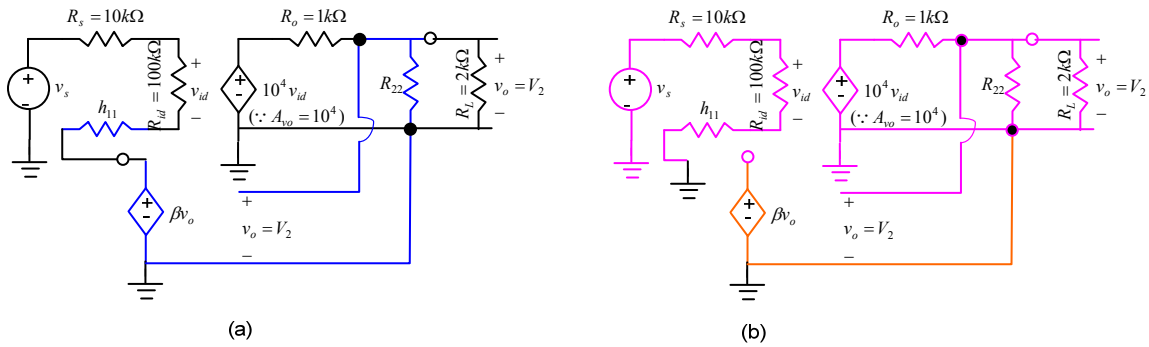 R_s = 10kΩ
R_o = 1kΩ
+
-
v_s
R_id = 100kΩ
+
v_id
−
h_11
+
-
10^4 v_id
(∵ A_vo = 10^4)
R_22
R_L = 2kΩ
+
v_o = V_2
−
+
-
βv_o
+
v_o = V_2
−
(a)
R_s = 10kΩ
R_o = 1kΩ
+
-
v_s
R_id = 100kΩ
+
v_id
−
h_11
+
-
10^4 v_id
(∵ A_vo = 10^4)
R_22
R_L = 2kΩ
+
v_o = V_2
−
+
-
βv_o
+
v_o = V_2
−
(b)